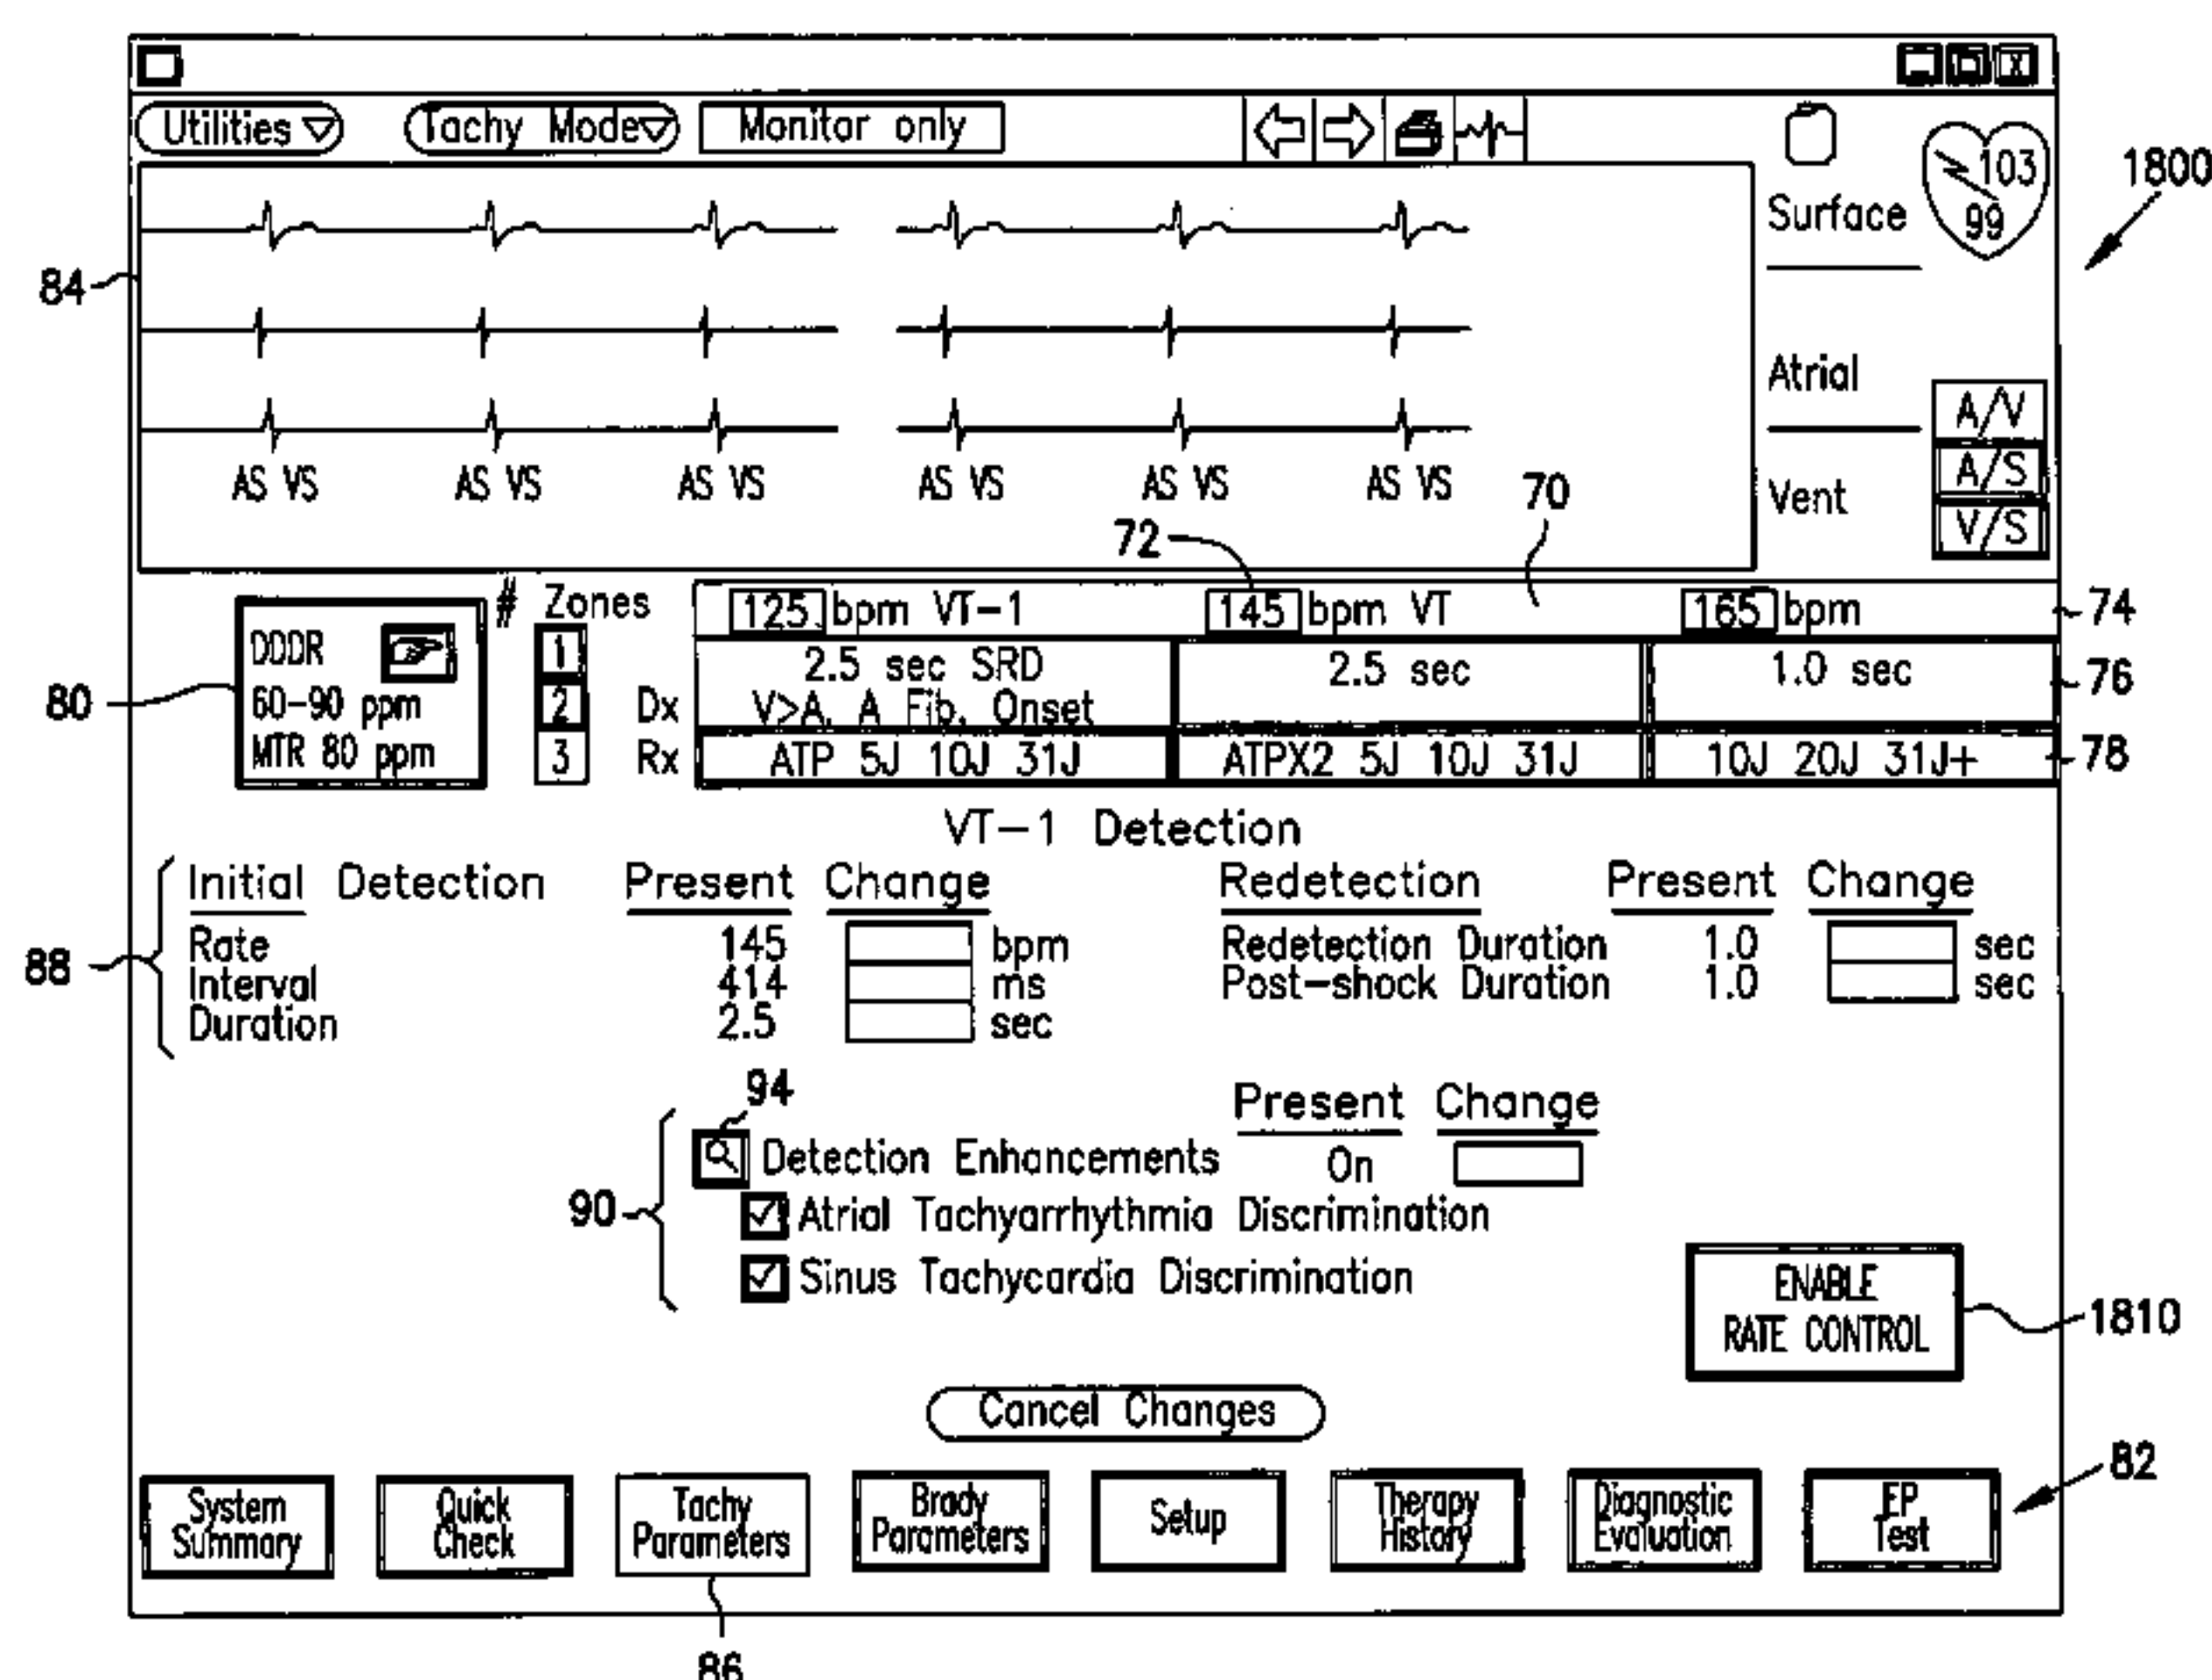 Utilities Tachy Mode Monitor only
103
99
1800
Surface
84
Atrial
A/V
A/S
V/S
Vent
AS VS AS VS AS VS AS VS AS VS AS VS
70
72
# Zones 125 bpm VT-1 145 bpm VT 165 bpm 74
DDDR 1 2.5 sec SRD 2.5 sec 1.0 sec 76
80 60-90 ppm 2 Dx V>A, A Fib, Onset
MTR 80 ppm 3 Rx ATP 5J 10J 31J ATPX2 5J 10J 31J 10J 20J 31J+ 78
VT-1 Detection
Initial Detection Present Change Redetection Present Change
Rate 145 bpm Redetection Duration 1.0 sec
88 Interval 414 ms Post-shock Duration 1.0 sec
Duration 2.5 sec
94
Present Change
Detection Enhancements On
90 Atrial Tachyarrhythmia Discrimination
Sinus Tachycardia Discrimination
ENABLE
RATE CONTROL
1810
Cancel Changes
82
System
Summary
Quick
Check
Tachy
Parameters
Brady
Parameters
Setup
Therapy
History
Diagnostic
Evaluation
EP
Test
86